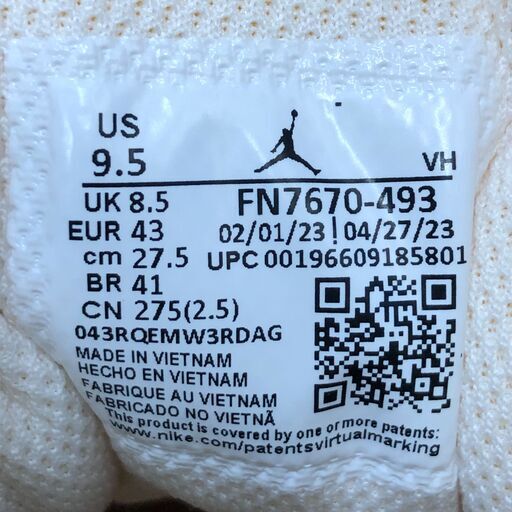 US
9.5
VH
UK 8.5
FN7670-493
EUR 43
02/01/23 | 04/27/23
cm 27.5
UPC 00196609185801
BR 41
CN 275(2.5)
043RQEMW3RDAG
MADE IN VIETNAM
HECHO EN VIETNAM
FABRIQUE AU VIETNAM
FABRICADO NO VIETNÃ
This product is covered by one or more patents:
www.nike.com/patentsvirtualmarking